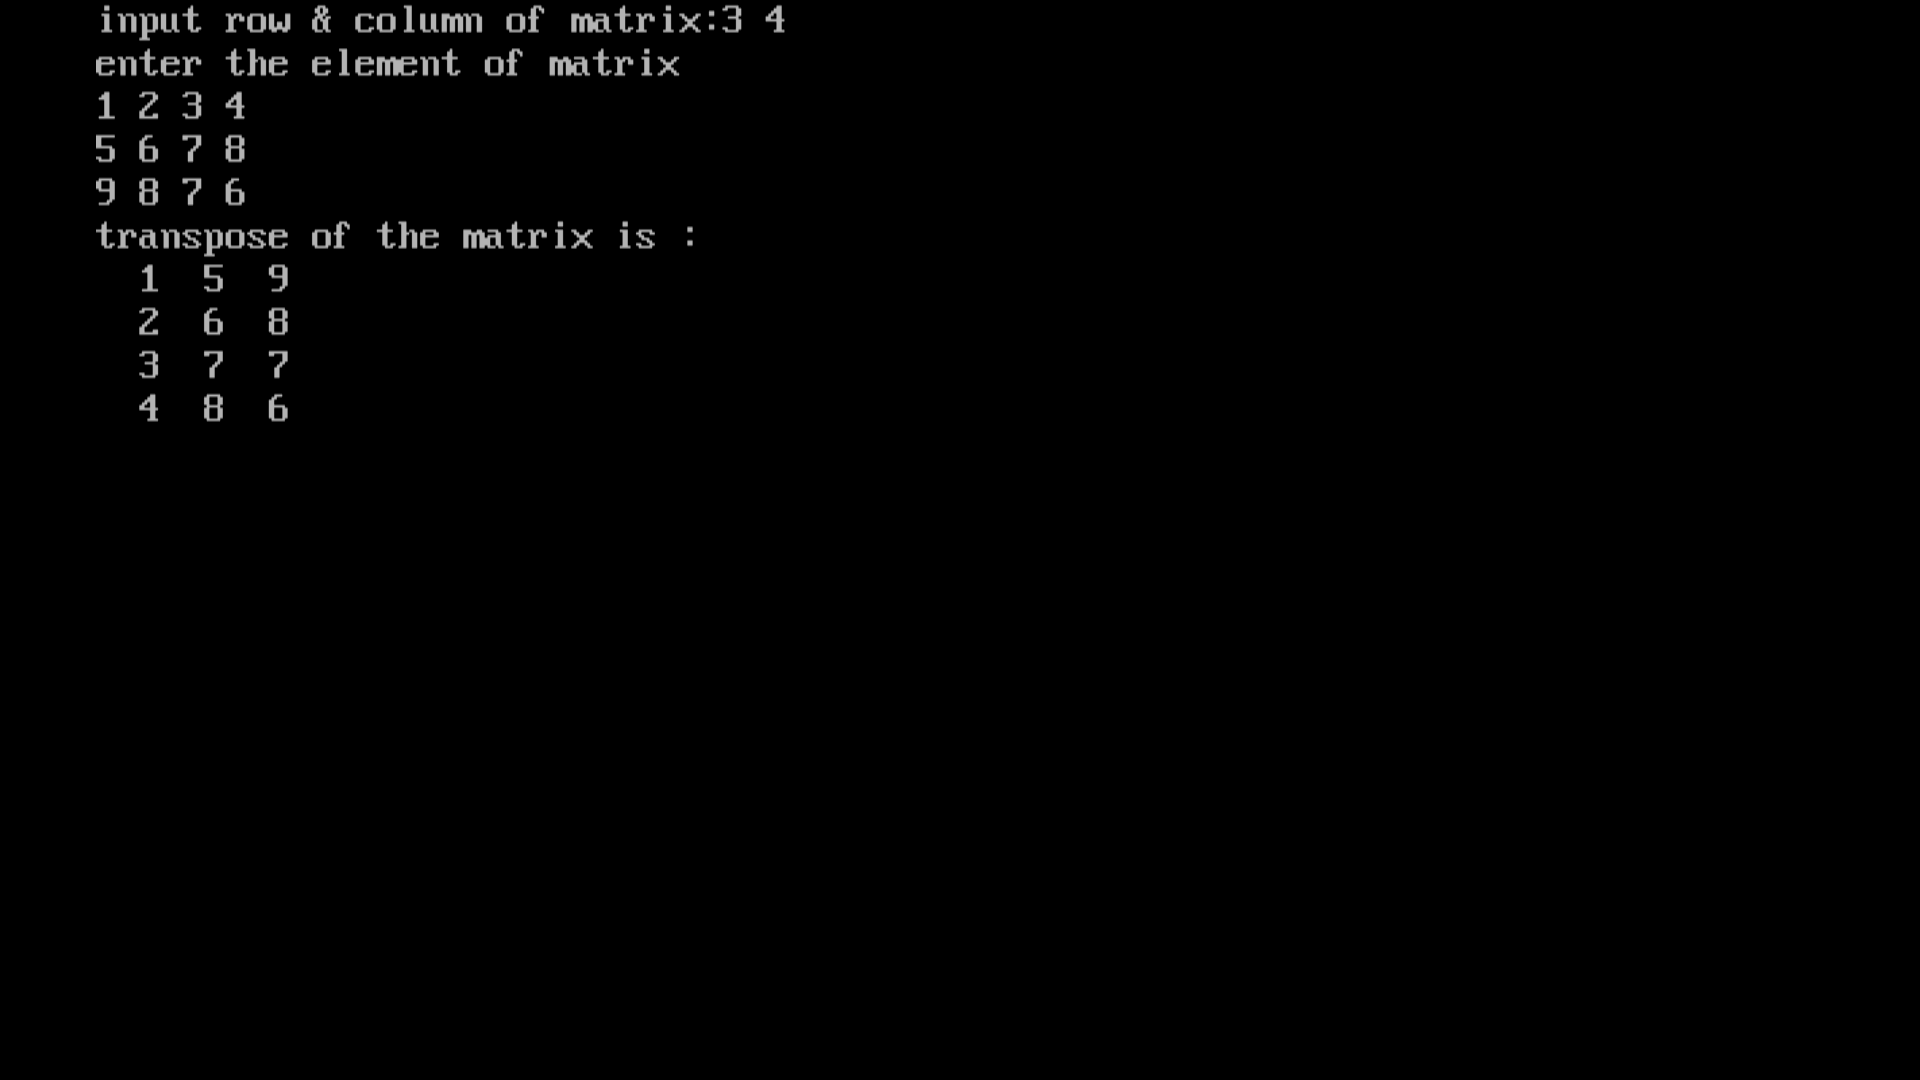 input row & column of matrix:3 4
enter the element of matrix
1 2 3 4
5 6 7 8
9 8 7 6
transpose of the matrix is :
1 5 9
2 6 8
3 7 7
4 8 6